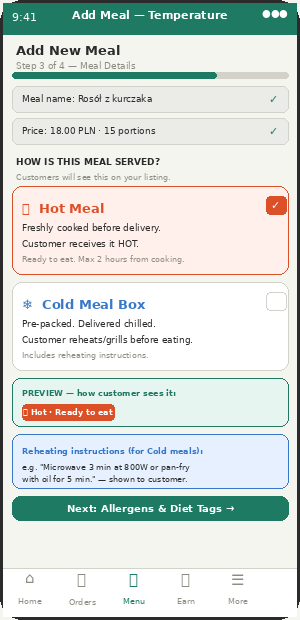 9:41
Add Meal — Temperature
Add New Meal
Step 3 of 4 — Meal Details
Meal name: Rosół z kurczaka ✓
Price: 18.00 PLN · 15 portions ✓
HOW IS THIS MEAL SERVED?
Customers will see this on your listing.
Hot Meal ✓
Freshly cooked before delivery.
Customer receives it HOT.
Ready to eat. Max 2 hours from cooking.
❄ Cold Meal Box
Pre-packed. Delivered chilled.
Customer reheats/grills before eating.
Includes reheating instructions.
PREVIEW — how customer sees it:
Hot · Ready to eat
Reheating instructions (for Cold meals):
e.g. "Microwave 3 min at 800W or pan-fry
with oil for 5 min." — shown to customer.
Next: Allergens & Diet Tags →
Home Orders Menu Earn More